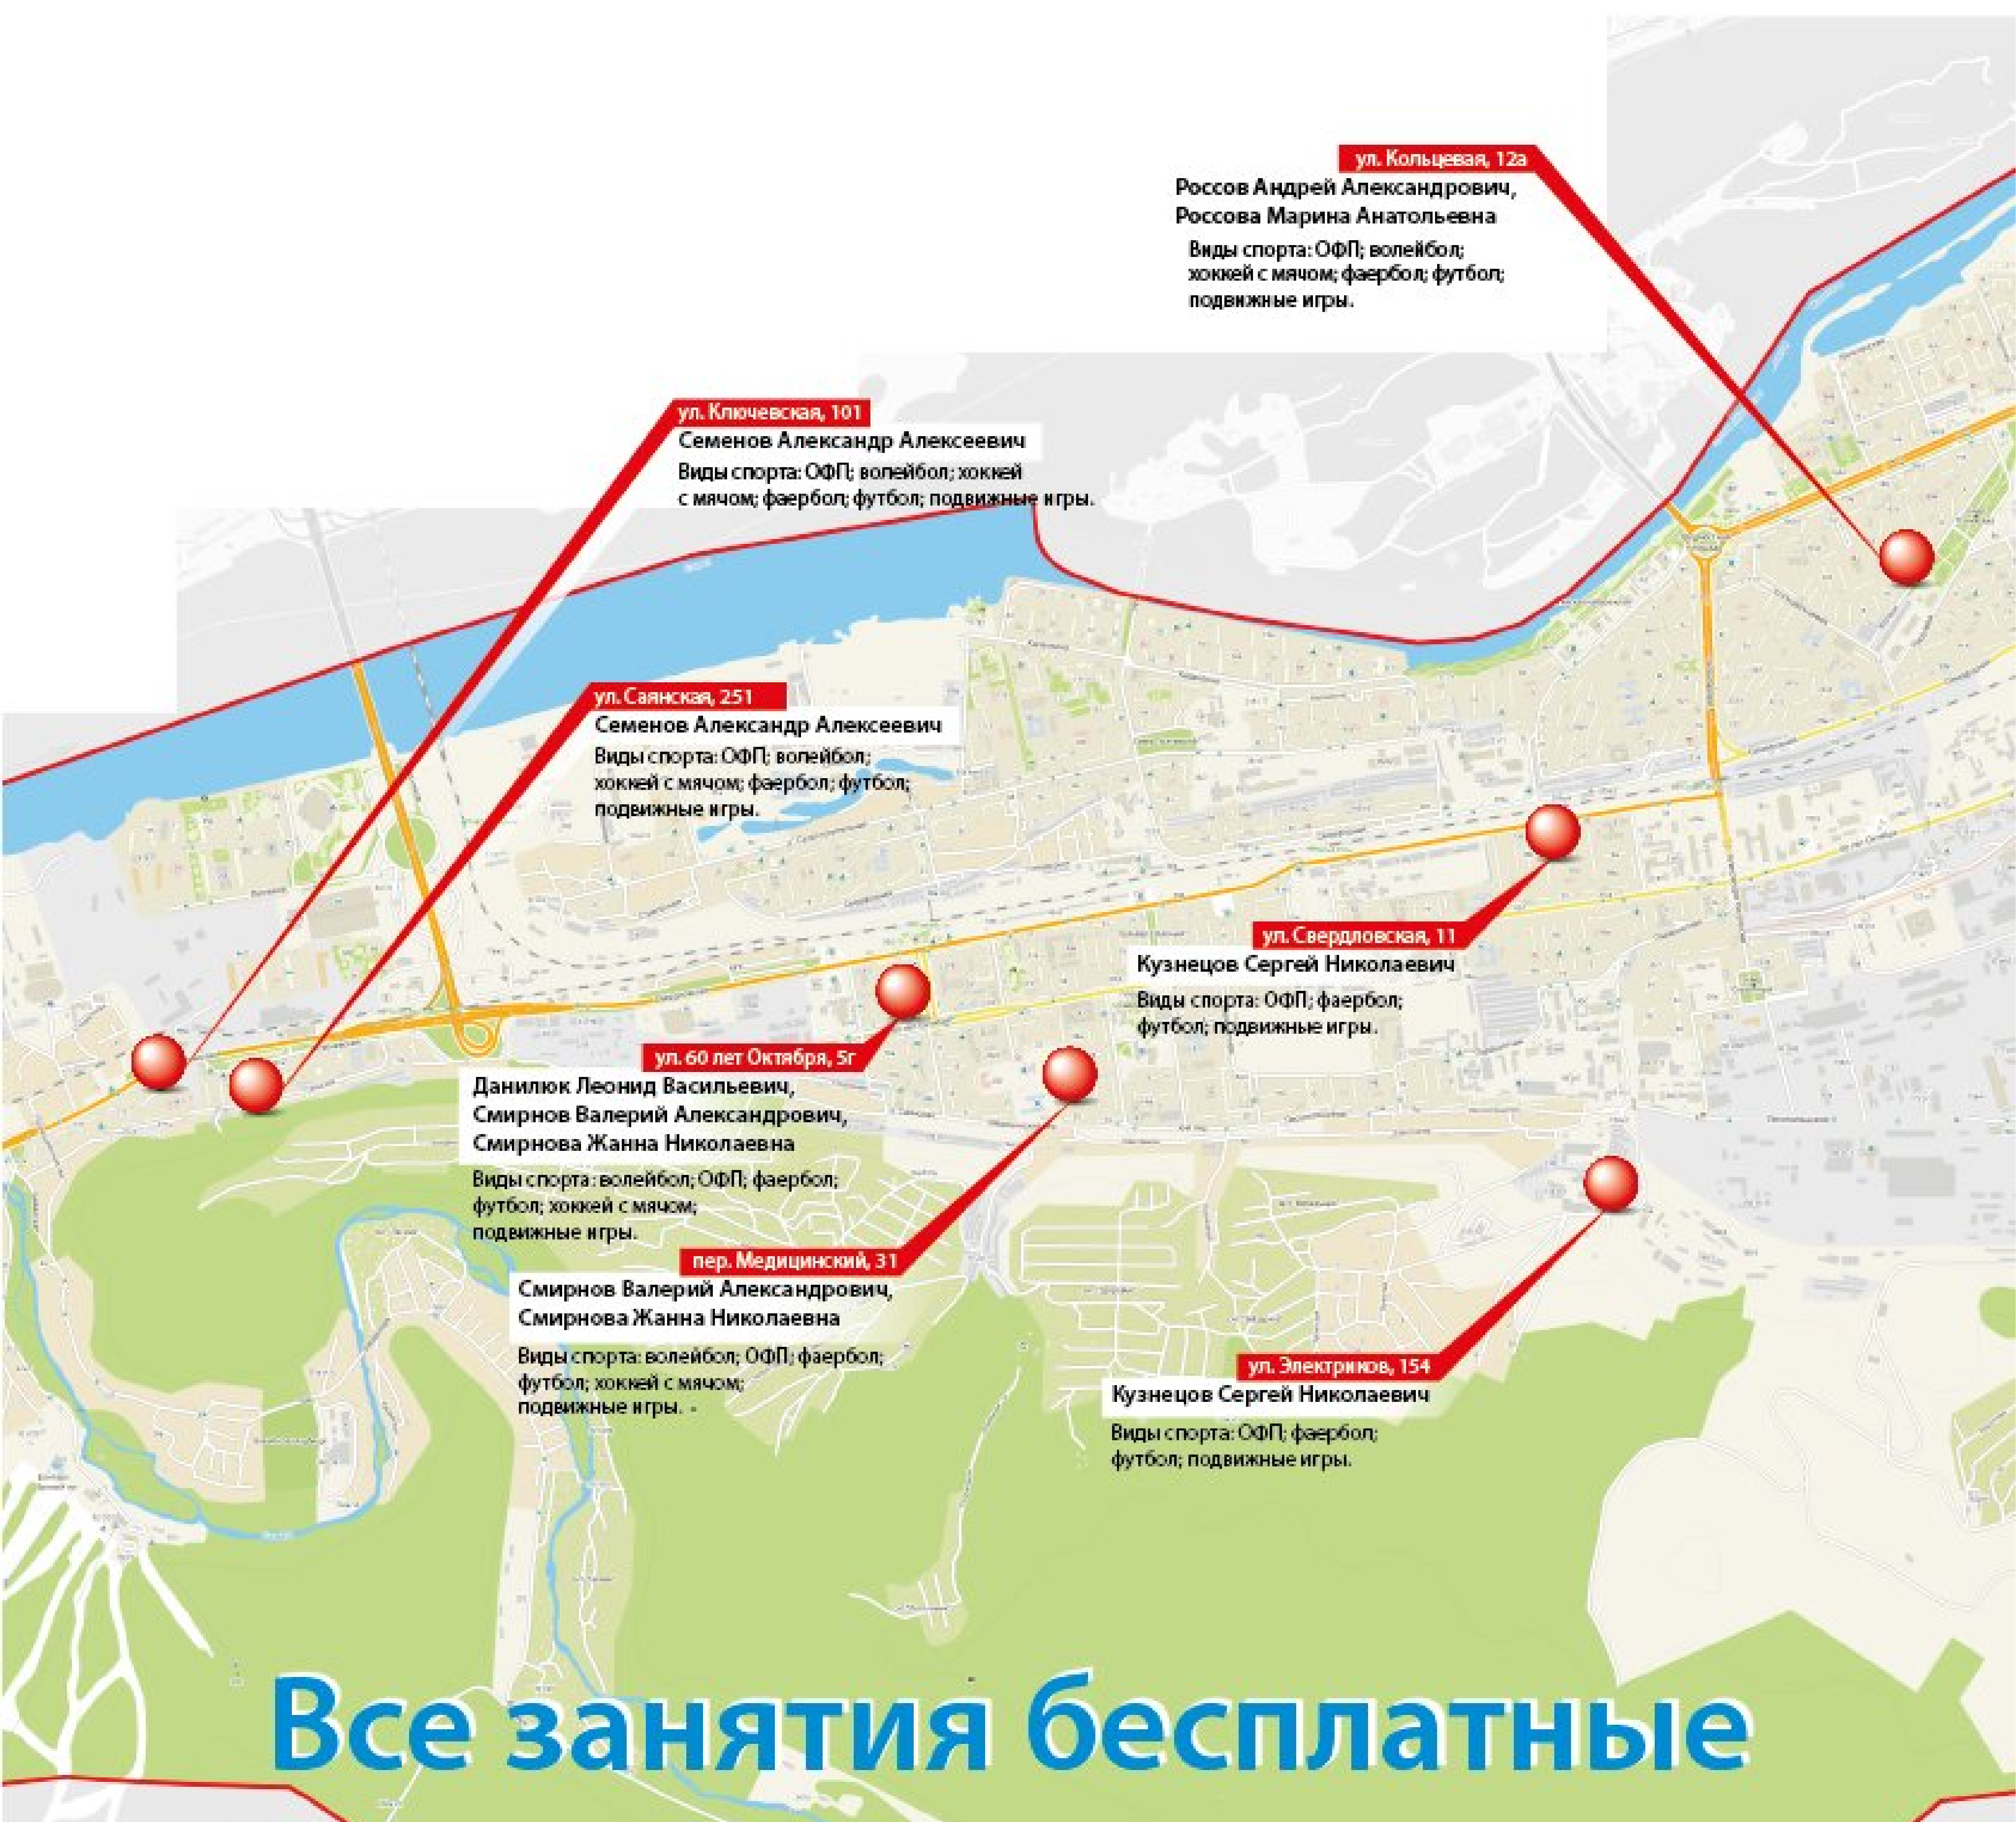 ул. Кольцевая, 12а
Россов Андрей Александрович,
Россова Марина Анатольевна
Виды спорта: ОФП; волейбол;
хоккей с мячом; фаербол; футбол;
подвижные игры.
ул. Ключевская, 101
Семенов Александр Алексеевич
Виды спорта: ОФП; волейбол; хоккей
с мячом; фаербол; футбол; подвижные игры.
ул. Саянская, 251
Семенов Александр Алексеевич
Виды спорта: ОФП; волейбол;
хоккей с мячом; фаербол; футбол;
подвижные игры.
ул. Свердловская, 11
Кузнецов Сергей Николаевич
Виды спорта: ОФП; фаербол;
футбол; подвижные игры.
ул. 60 лет Октября, 5г
Данилюк Леонид Васильевич,
Смирнов Валерий Александрович,
Смирнова Жанна Николаевна
Виды спорта: волейбол; ОФП; фаербол;
футбол; хоккей с мячом;
подвижные игры.
пер. Медицинский, 31
Смирнов Валерий Александрович,
Смирнова Жанна Николаевна
Виды спорта: волейбол; ОФП; фаербол;
футбол; хоккей с мячом;
подвижные игры. -
ул. Электриков, 154
Кузнецов Сергей Николаевич
Виды спорта: ОФП; фаербол;
футбол; подвижные игры.
Все занятия бесплатные